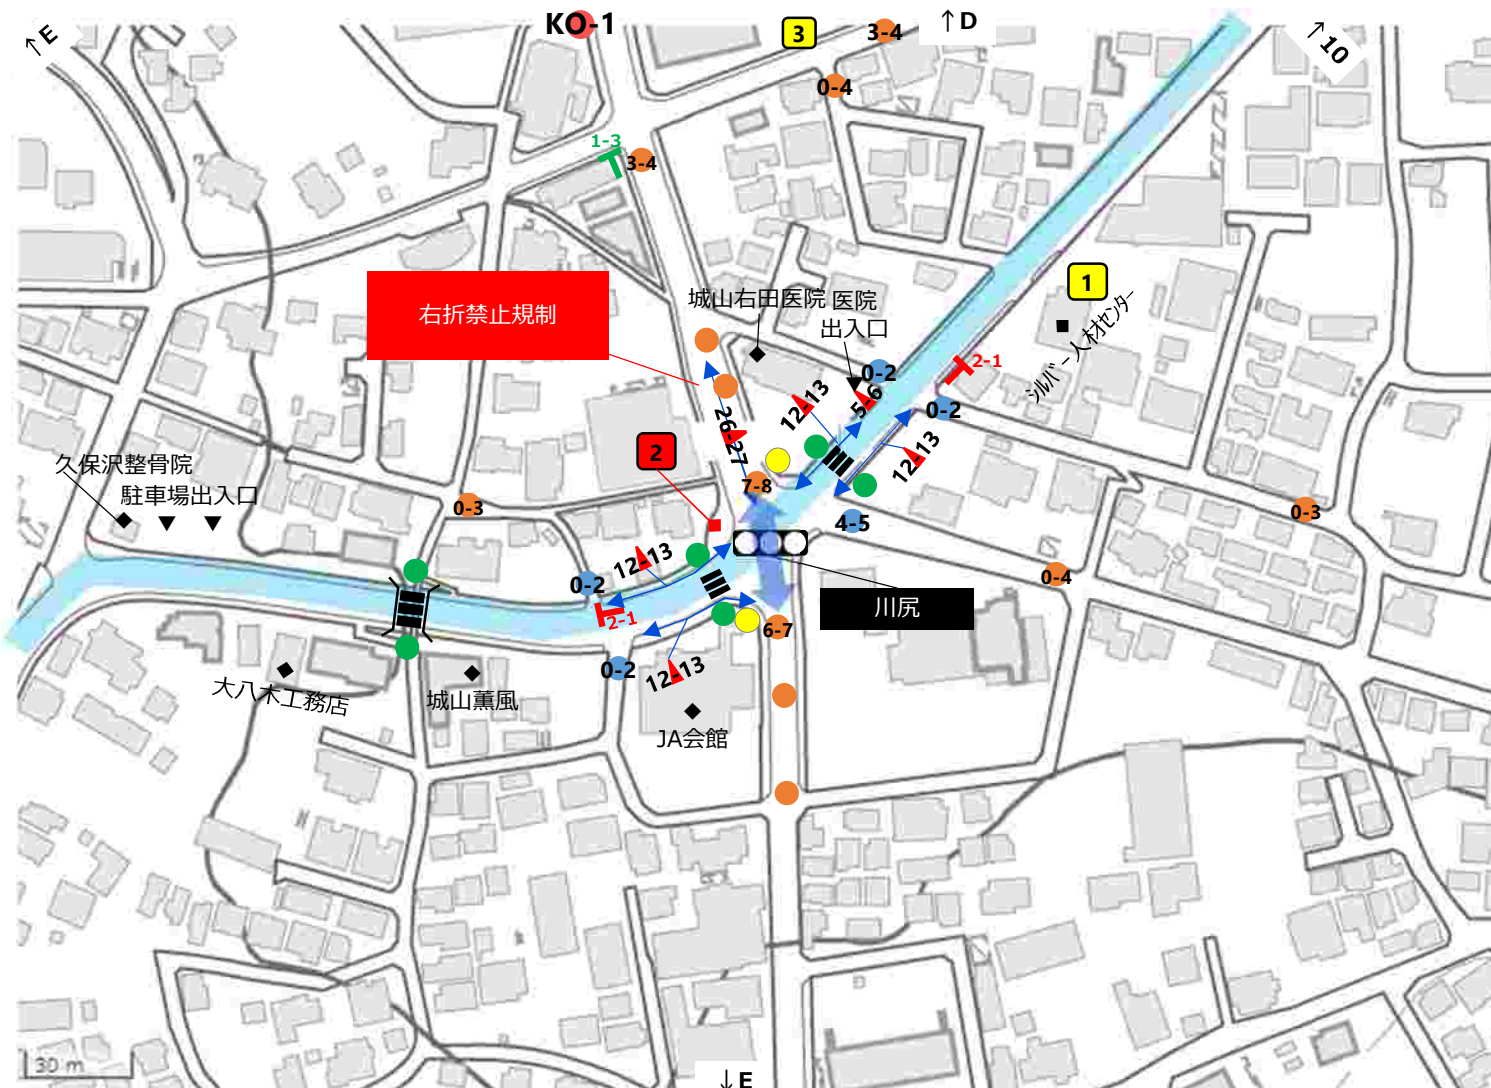 KO-1
3
3-4
↑D
↑E
↑10
0-4
1-3
3-4
1
右折禁止規制
城山右田医院
医院
出入口
シルバー人材センター
0-2
2-1
12-13
5-6
0-2
26-27
12-13
2
久保沢整骨院
駐車場出入口
7-8
0-3
4-5
0-3
12-13
0-2
0-4
2-1
川尻
6-7
0-2
12-13
大八木工務店
城山薫風
JA会館
30 m
↓E